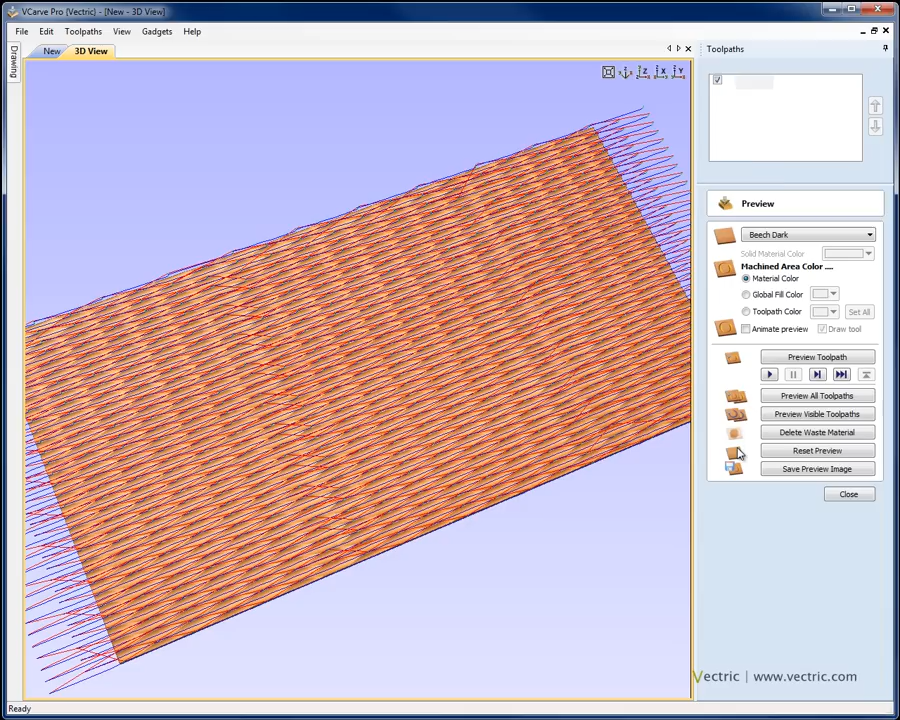 VCarve Pro (Vectric) - [New - 3D View]
File Edit Toolpaths View Gadgets Help
Drawing
New 3D View
Toolpaths
Preview
Beech Dark
Solid Material Color
Machined Area Color ....
Material Color
Global Fill Color
Toolpath Color Set All
Animate preview Draw tool
Preview Toolpath
Preview All Toolpaths
Preview Visible Toolpaths
Delete Waste Material
Reset Preview
Save Preview Image
Close
Vectric | www.vectric.com
Ready